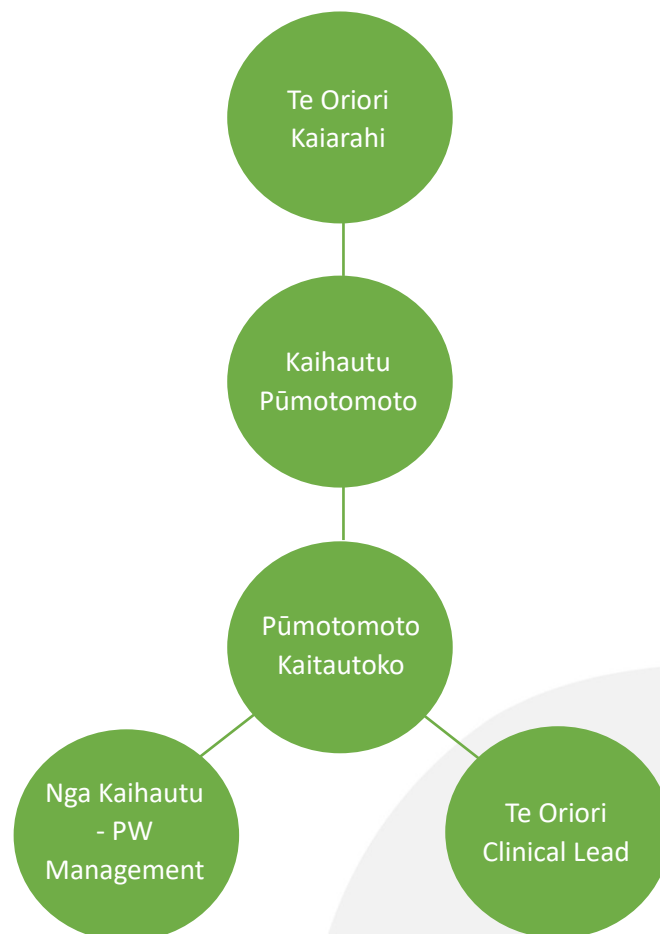 Te Oriori
Kaiarahi
Kaihautu
Pūmotomoto
Pūmotomoto
Kaitautoko
Nga Kaihautu
- PW
Management
Te Oriori
Clinical Lead